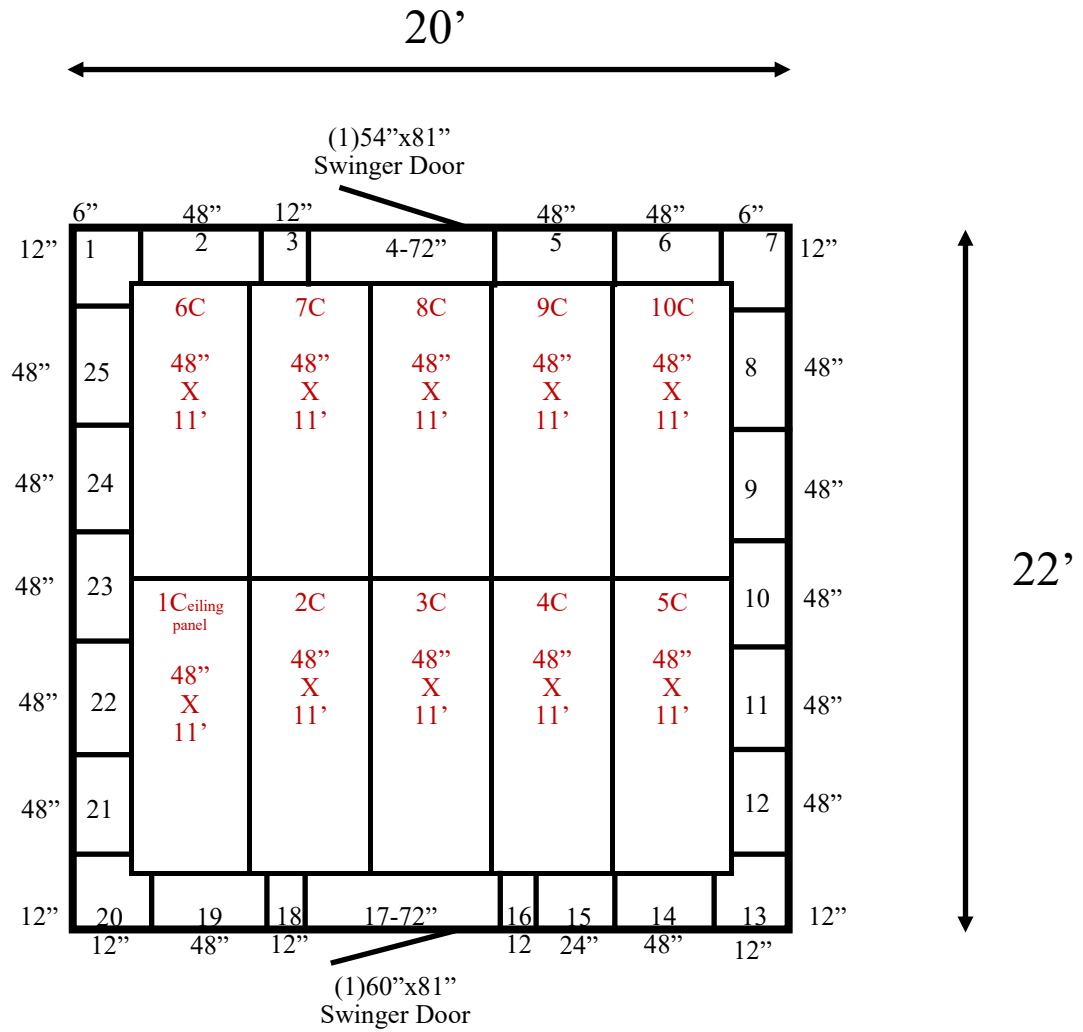 20’
(1)54”x81”
Swinger Door
6”
48”
12”
48”
48”
6”
12”
1
2
3
4-72”
5
6
7
12”
6C
7C
8C
9C
10C
48”
X
11’
48”
X
11’
48”
X
11’
48”
X
11’
48”
X
11’
48”
25
8
48”
48”
24
9
48”
48”
23
10
48”
22’
1Ceiling
panel
2C
3C
4C
5C
48”
X
11’
48”
X
11’
48”
X
11’
48”
X
11’
48”
X
11’
48”
22
11
48”
48”
21
12
48”
12”
20
19
18
17-72”
16
15
14
13
12”
12”
48”
12”
12
24”
48”
12”
(1)60”x81”
Swinger Door